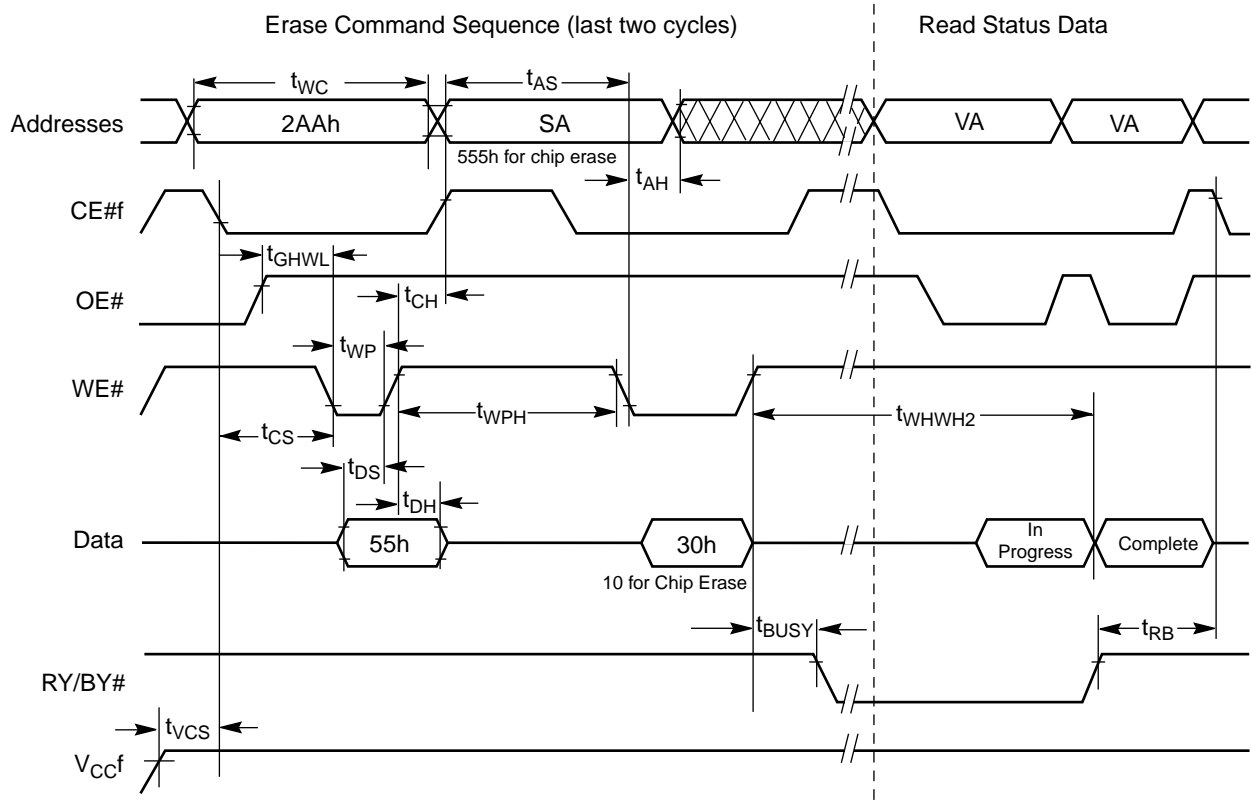 Erase Command Sequence (last two cycles) Read Status Data
tWC tAS
Addresses 2AAh SA VA VA
555h for chip erase
tAH
CE#f
tGHWL
OE# tCH
tWP
WE# tWPH tWHWH2
tCS
tDS
tDH
Data 55h 30h In Progress Complete
10 for Chip Erase
tBUSY tRB
RY/BY#
tVCS
VCCf